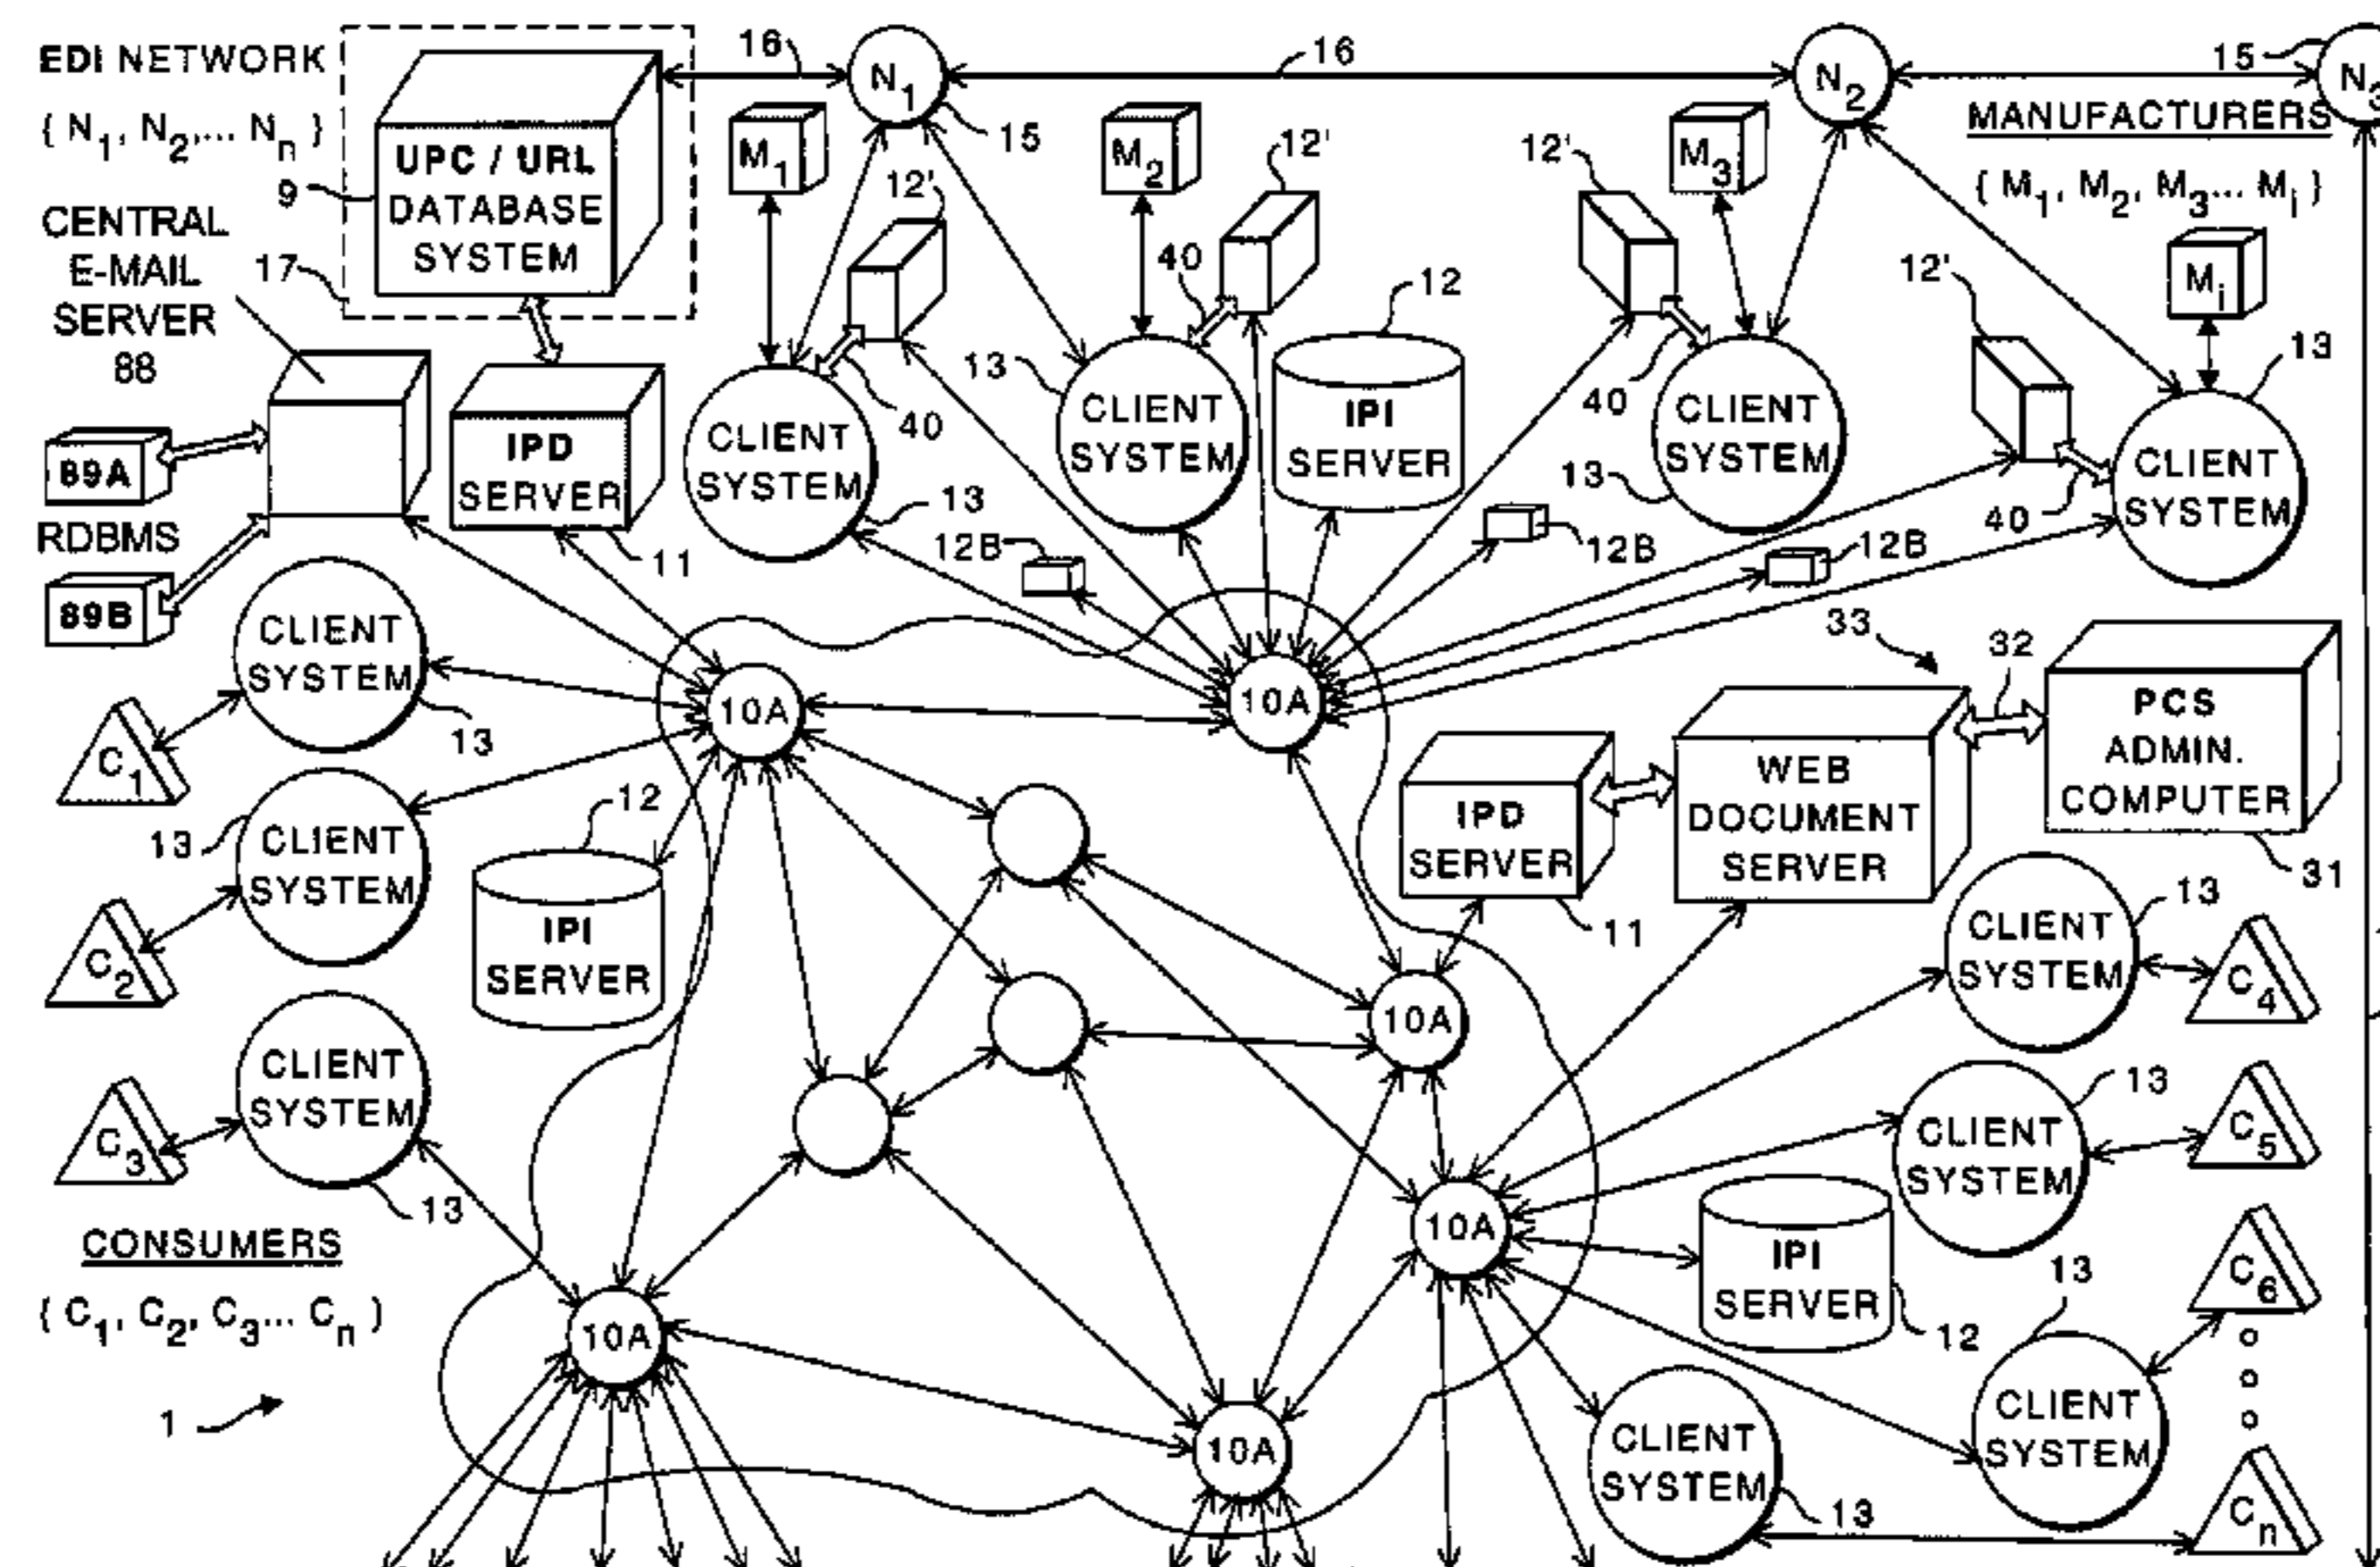 EDI NETWORK
{ N1, N2,... Nn }
9
CENTRAL
E-MAIL
SERVER
88
17
UPC / URL
DATABASE
SYSTEM
16
N1
15
16
N2
15
N3
MANUFACTURERS
{ M1, M2, M3... Mi }
M1
12'
M2
12'
40
12'
M3
12'
Mi
40
13
CLIENT
SYSTEM
13
CLIENT
SYSTEM
12
IPI
SERVER
40
CLIENT
SYSTEM
13
40
13
CLIENT
SYSTEM
89A
RDBMS
89B
IPD
SERVER
11
12B
12B
12B
CLIENT
SYSTEM
13
C1
10A
10A
33
32
PCS
ADMIN.
COMPUTER
31
WEB
DOCUMENT
SERVER
IPD
SERVER
11
13
CLIENT
SYSTEM
C2
12
IPI
SERVER
13
CLIENT
SYSTEM
C4
10A
CLIENT
SYSTEM
13
C3
13
CLIENT
SYSTEM
C5
10A
IPI
SERVER
12
CONSUMERS
{ C1, C2, C3... Cn }
1
10A
10A
13
CLIENT
SYSTEM
C6
CLIENT
SYSTEM
13
Cn